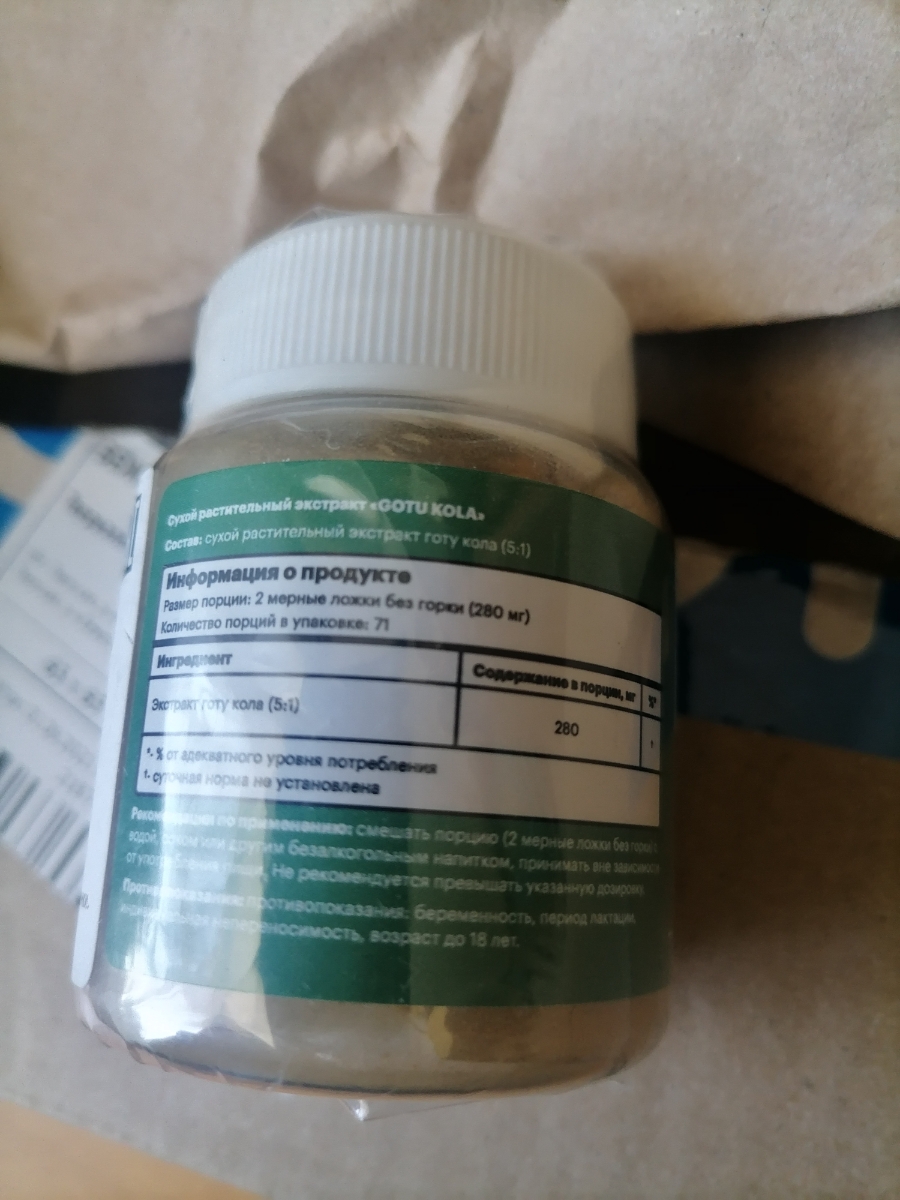 Сухой растительный экстракт «GOTU KOLA»
Состав: сухой растительный экстракт готу кола (5:1)
Информация о продукте
Размер порции: 2 мерные ложки без горки (280 мг)
Количество порций в упаковке: 71
Ингредиент
Содержание в порции, мг
%*
Экстракт готу кола (5:1)
280
†
*- % от адекватного уровня потребления
†- суточная норма не установлена
Рекомендации по применению: смешать порцию (2 мерные ложки без горки) с
водой, соком или другим безалкогольным напитком, принимать вне зависимости
от употребления пищи. Не рекомендуется превышать указанную дозировку.
Противопоказания: противопоказания: беременность, период лактации,
индивидуальная непереносимость, возраст до 18 лет.